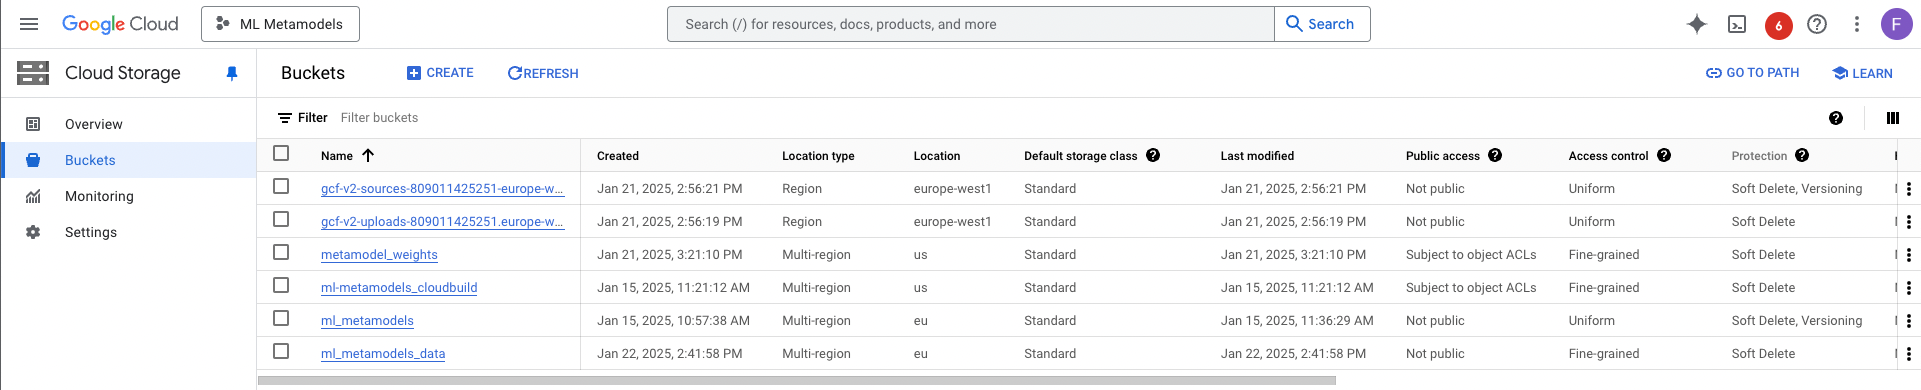 Google Cloud ML Metamodels Search (/) for resources, docs, products, and more Search 6 F
Cloud Storage Buckets CREATE REFRESH GO TO PATH LEARN
Overview
Buckets
Monitoring
Settings
Filter Filter buckets
Name Created Location type Location Default storage class Last modified Public access Access control Protection
gcf-v2-sources-809011425251-europe-w... Jan 21, 2025, 2:56:21 PM Region europe-west1 Standard Jan 21, 2025, 2:56:21 PM Not public Uniform Soft Delete, Versioning
gcf-v2-uploads-809011425251.europe-w... Jan 21, 2025, 2:56:19 PM Region europe-west1 Standard Jan 21, 2025, 2:56:19 PM Not public Uniform Soft Delete
metamodel_weights Jan 21, 2025, 3:21:10 PM Multi-region us Standard Jan 21, 2025, 3:21:10 PM Subject to object ACLs Fine-grained Soft Delete
ml-metamodels_cloudbuild Jan 15, 2025, 11:21:12 AM Multi-region us Standard Jan 15, 2025, 11:21:12 AM Subject to object ACLs Fine-grained Soft Delete
ml_metamodels Jan 15, 2025, 10:57:38 AM Multi-region eu Standard Jan 15, 2025, 11:36:29 AM Not public Uniform Soft Delete, Versioning
ml_metamodels_data Jan 22, 2025, 2:41:58 PM Multi-region eu Standard Jan 22, 2025, 2:41:58 PM Not public Fine-grained Soft Delete